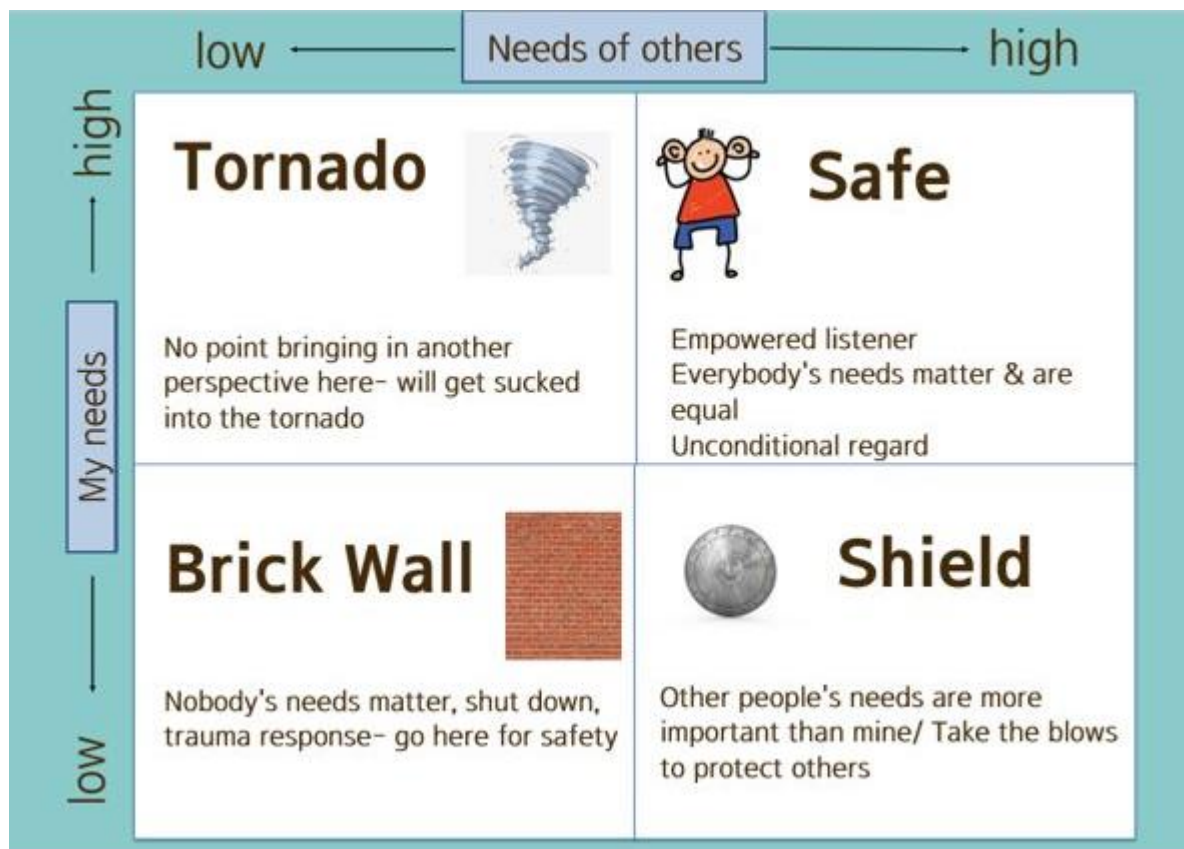 low
Needs of others
high
high
My needs
low
Tornado
No point bringing in another
perspective here- will get sucked
into the tornado
Safe
Empowered listener
Everybody's needs matter & are
equal
Unconditional regard
Brick Wall
Nobody's needs matter, shut down,
trauma response- go here for safety
Shield
Other people's needs are more
important than mine/ Take the blows
to protect others